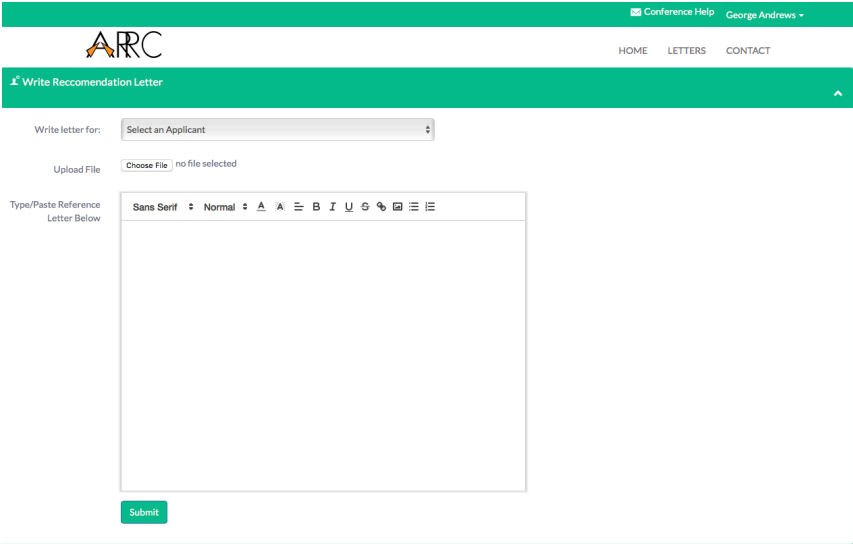 Conference Help George Andrews
ARRC
HOME LETTERS CONTACT
Write Reccomendation Letter
Write letter for: Select an Applicant
Upload File Choose File no file selected
Type/Paste Reference
Letter Below
Sans Serif Normal A A B I U S
Submit